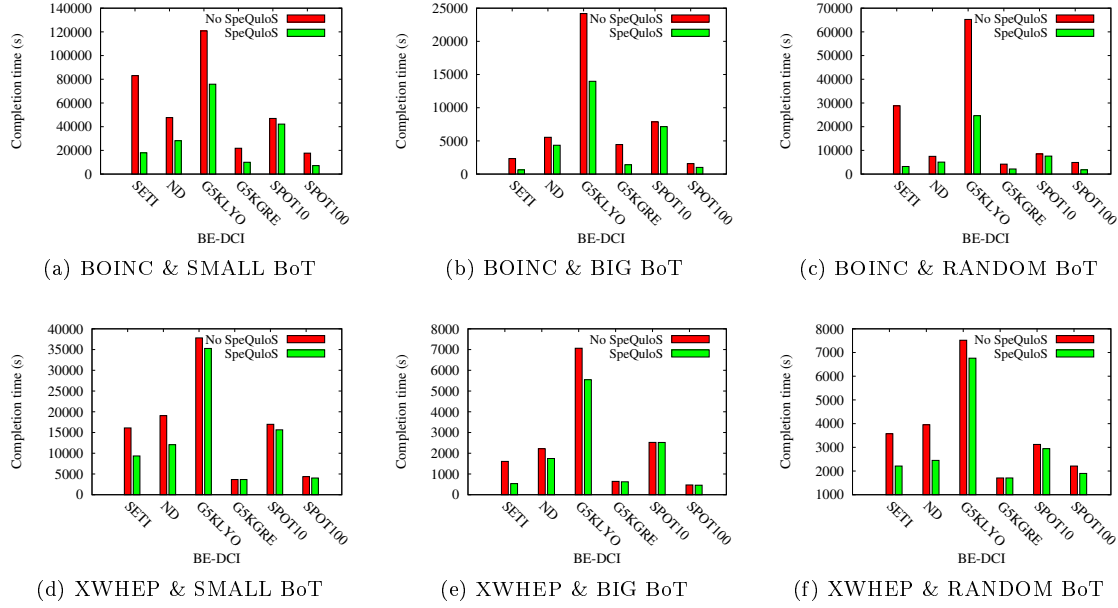 140000
120000
100000
80000
60000
40000
20000
0
Completion time (s)
No SpeQuloS
SpeQuloS
SETI
ND
G5KLYO
G5KGRE
SPOT10
SPOT100
BE-DCI
(a) BOINC & SMALL BoT
25000
20000
15000
10000
5000
0
Completion time (s)
No SpeQuloS
SpeQuloS
SETI
ND
G5KLYO
G5KGRE
SPOT10
SPOT100
BE-DCI
(b) BOINC & BIG BoT
70000
60000
50000
40000
30000
20000
10000
0
Completion time (s)
No SpeQuloS
SpeQuloS
SETI
ND
G5KLYO
G5KGRE
SPOT10
SPOT100
BE-DCI
(c) BOINC & RANDOM BoT
40000
35000
30000
25000
20000
15000
10000
5000
0
Completion time (s)
No SpeQuloS
SpeQuloS
SETI
ND
G5KLYO
G5KGRE
SPOT10
SPOT100
BE-DCI
(d) XWHEP & SMALL BoT
8000
7000
6000
5000
4000
3000
2000
1000
0
Completion time (s)
No SpeQuloS
SpeQuloS
SETI
ND
G5KLYO
G5KGRE
SPOT10
SPOT100
BE-DCI
(e) XWHEP & BIG BoT
8000
7000
6000
5000
4000
3000
2000
1000
Completion time (s)
No SpeQuloS
SpeQuloS
SETI
ND
G5KLYO
G5KGRE
SPOT10
SPOT100
BE-DCI
(f) XWHEP & RANDOM BoT